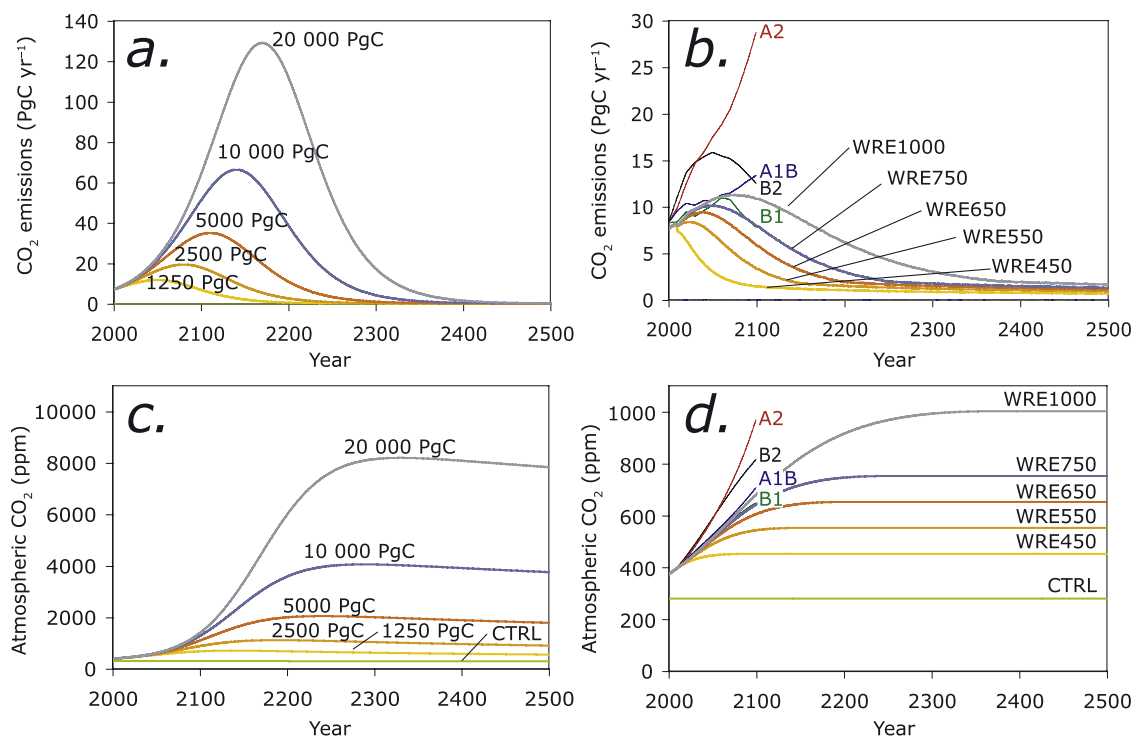 a.
CO₂ emissions (PgC yr⁻¹)
140
120
100
80
60
40
20
0
20 000 PgC
10 000 PgC
5000 PgC
2500 PgC
1250 PgC
2000 2100 2200 2300 2400 2500
Year
b.
CO₂ emissions (PgC yr⁻¹)
30
25
20
15
10
5
0
A2
A1B
B2
B1
WRE1000
WRE750
WRE650
WRE550
WRE450
2000 2100 2200 2300 2400 2500
Year
c.
Atmospheric CO₂ (ppm)
10000
8000
6000
4000
2000
0
20 000 PgC
10 000 PgC
5000 PgC
2500 PgC
1250 PgC
CTRL
2000 2100 2200 2300 2400 2500
Year
d.
Atmospheric CO₂ (ppm)
1000
800
600
400
200
0
A2
B2
A1B
B1
WRE1000
WRE750
WRE650
WRE550
WRE450
CTRL
2000 2100 2200 2300 2400 2500
Year